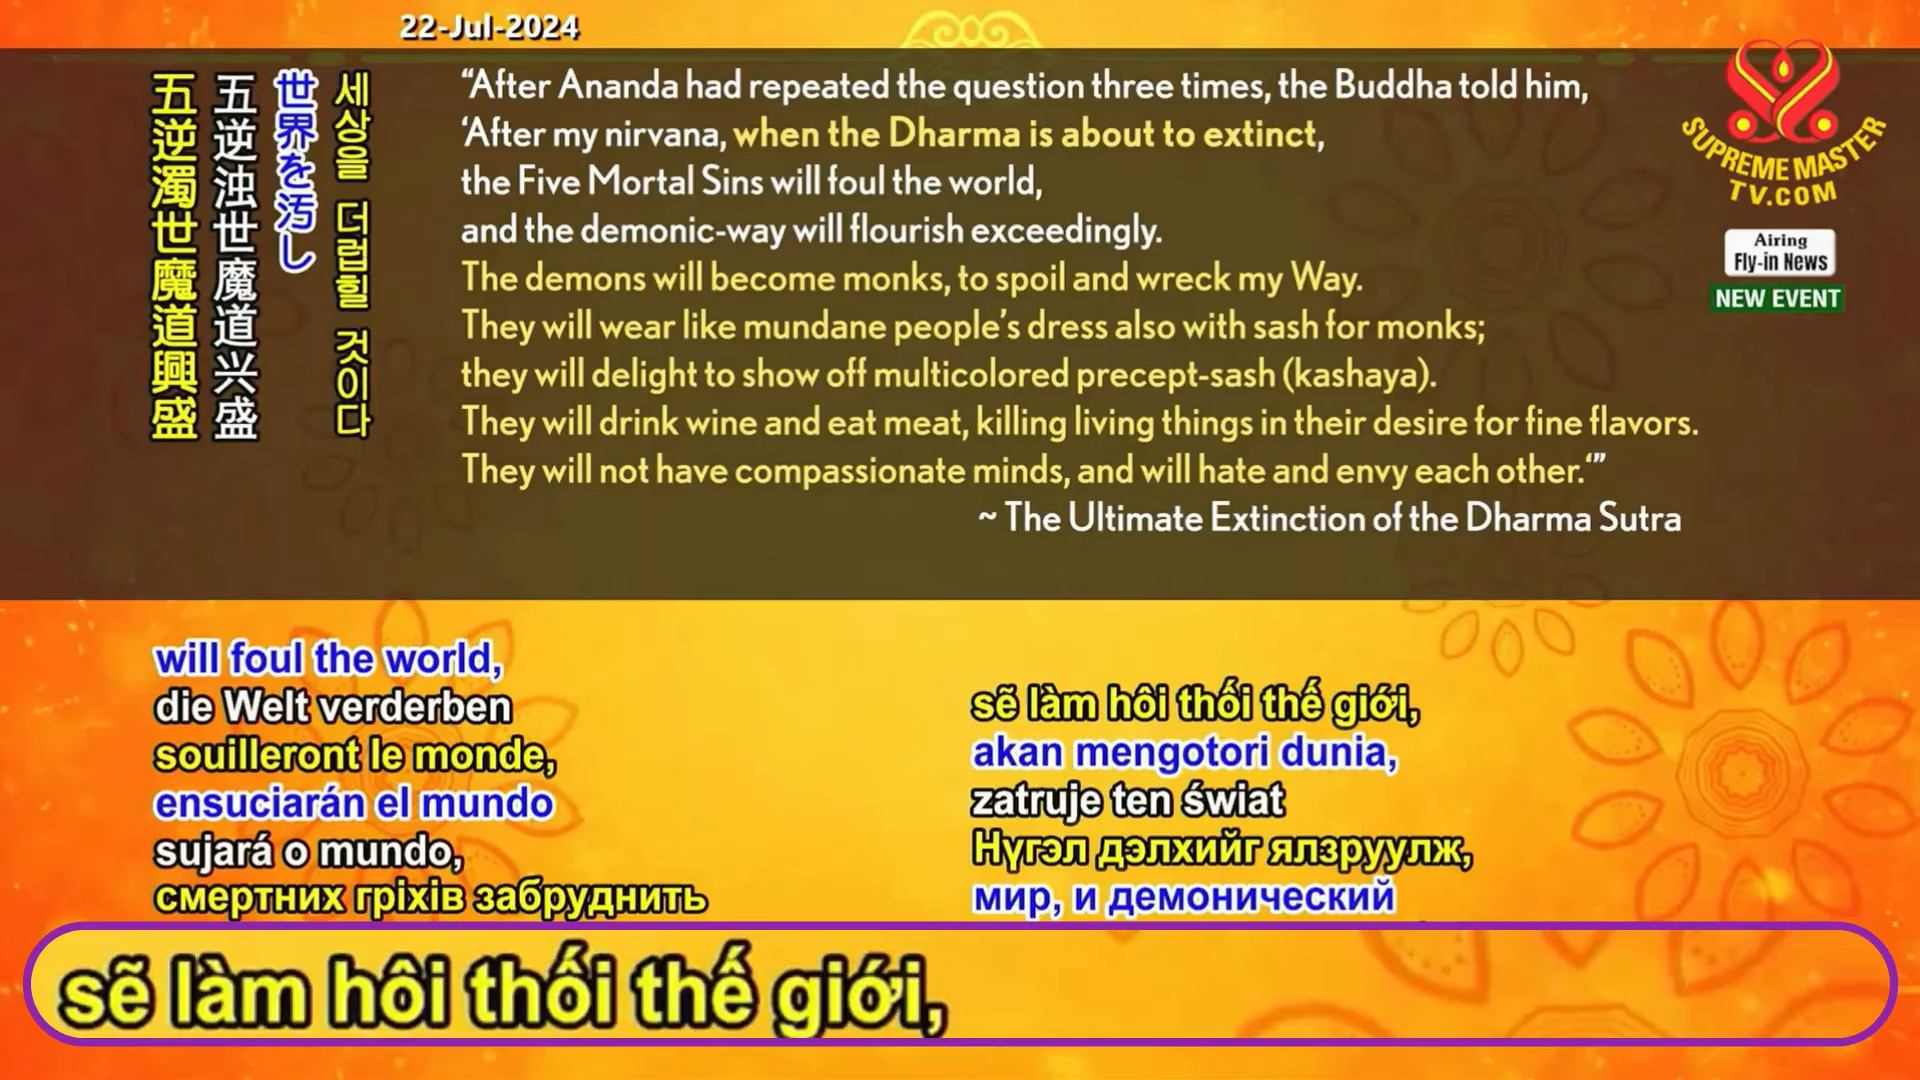 22-Jul-2024
五逆濁世魔道興盛
五逆浊世魔道兴盛
世界を汚し
세상을 더럽힐 것이다
“After Ananda had repeated the question three times, the Buddha told him,
‘After my nirvana, when the Dharma is about to extinct,
the Five Mortal Sins will foul the world,
and the demonic-way will flourish exceedingly.
The demons will become monks, to spoil and wreck my Way.
They will wear like mundane people’s dress also with sash for monks;
they will delight to show off multicolored precept-sash (kashaya).
They will drink wine and eat meat, killing living things in their desire for fine flavors.
They will not have compassionate minds, and will hate and envy each other.‘”
~ The Ultimate Extinction of the Dharma Sutra
SUPREME MASTER
TV.COM
Airing
Fly-in News
NEW EVENT
will foul the world,
die Welt verderben
souilleront le monde,
ensuciarán el mundo
sujará o mundo,
смертних гріхів забруднить
sẽ làm hôi thối thế giới,
akan mengotori dunia,
zatruje ten świat
Нүгэл дэлхийг ялзруулж,
мир, и демонический
sẽ làm hôi thối thế giới,